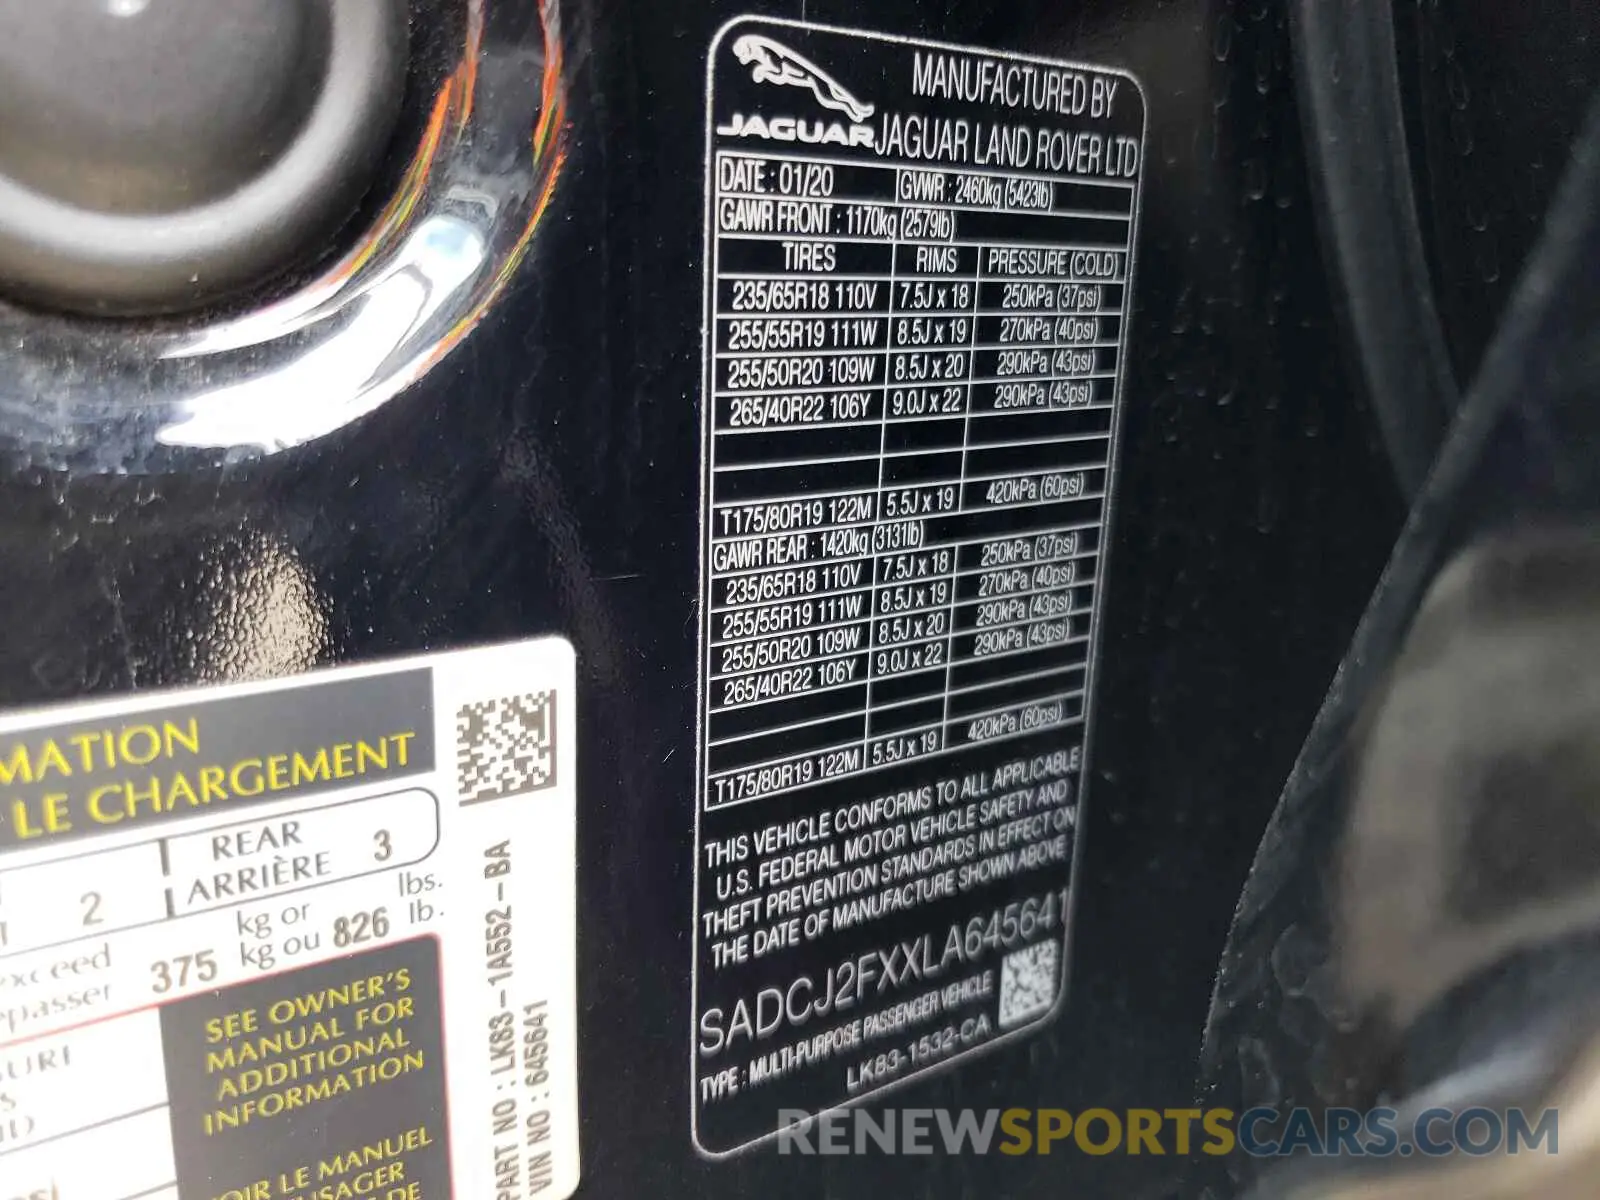 JAGUAR
MANUFACTURED BY
JAGUAR LAND ROVER LTD
DATE : 01/20 GVWR : 2460kg (5423lb)
GAWR FRONT : 1170kg (2579lb)
TIRES RIMS PRESSURE (COLD)
235/65R18 110V 7.5J x 18 250kPa (37psi)
255/55R19 111W 8.5J x 19 270kPa (40psi)
255/50R20 109W 8.5J x 20 290kPa (43psi)
265/40R22 106Y 9.0J x 22 290kPa (43psi)
T175/80R19 122M 5.5J x 19 420kPa (60psi)
GAWR REAR : 1420kg (3131lb)
235/65R18 110V 7.5J x 18 250kPa (37psi)
255/55R19 111W 8.5J x 19 270kPa (40psi)
255/50R20 109W 8.5J x 20 290kPa (43psi)
265/40R22 106Y 9.0J x 22 290kPa (43psi)
T175/80R19 122M 5.5J x 19 420kPa (60psi)
THIS VEHICLE CONFORMS TO ALL APPLICABLE
U.S. FEDERAL MOTOR VEHICLE SAFETY AND
THEFT PREVENTION STANDARDS IN EFFECT ON
THE DATE OF MANUFACTURE SHOWN ABOVE
SADCJ2FXXLA645641
TYPE : MULTI-PURPOSE PASSENGER VEHICLE
LK83-1532-CA
MATION
LE CHARGEMENT
2 REAR 3
ARRIÈRE
exceed 375 kg or 826 lbs.
passer kg ou lb.
SEE OWNER'S
MANUAL FOR
ADDITIONAL
INFORMATION
OIR LE MANUEL
USAGER
DE
PART NO : LK83-1A552-BA
VIN NO : 645641
RENEWSPORTSCARS.COM